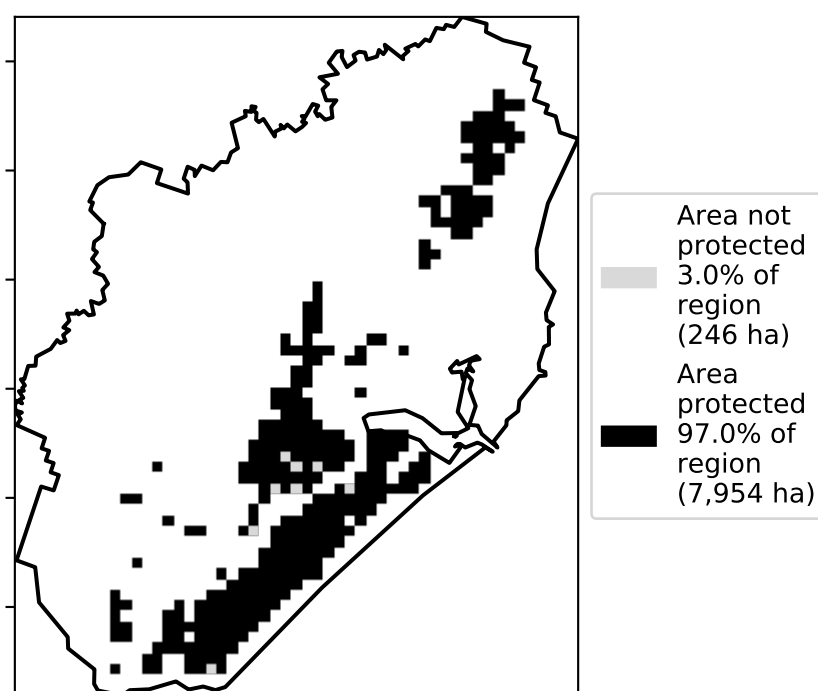 Area not
protected
3.0% of
region
(246 ha)
Area
protected
97.0% of
region
(7,954 ha)